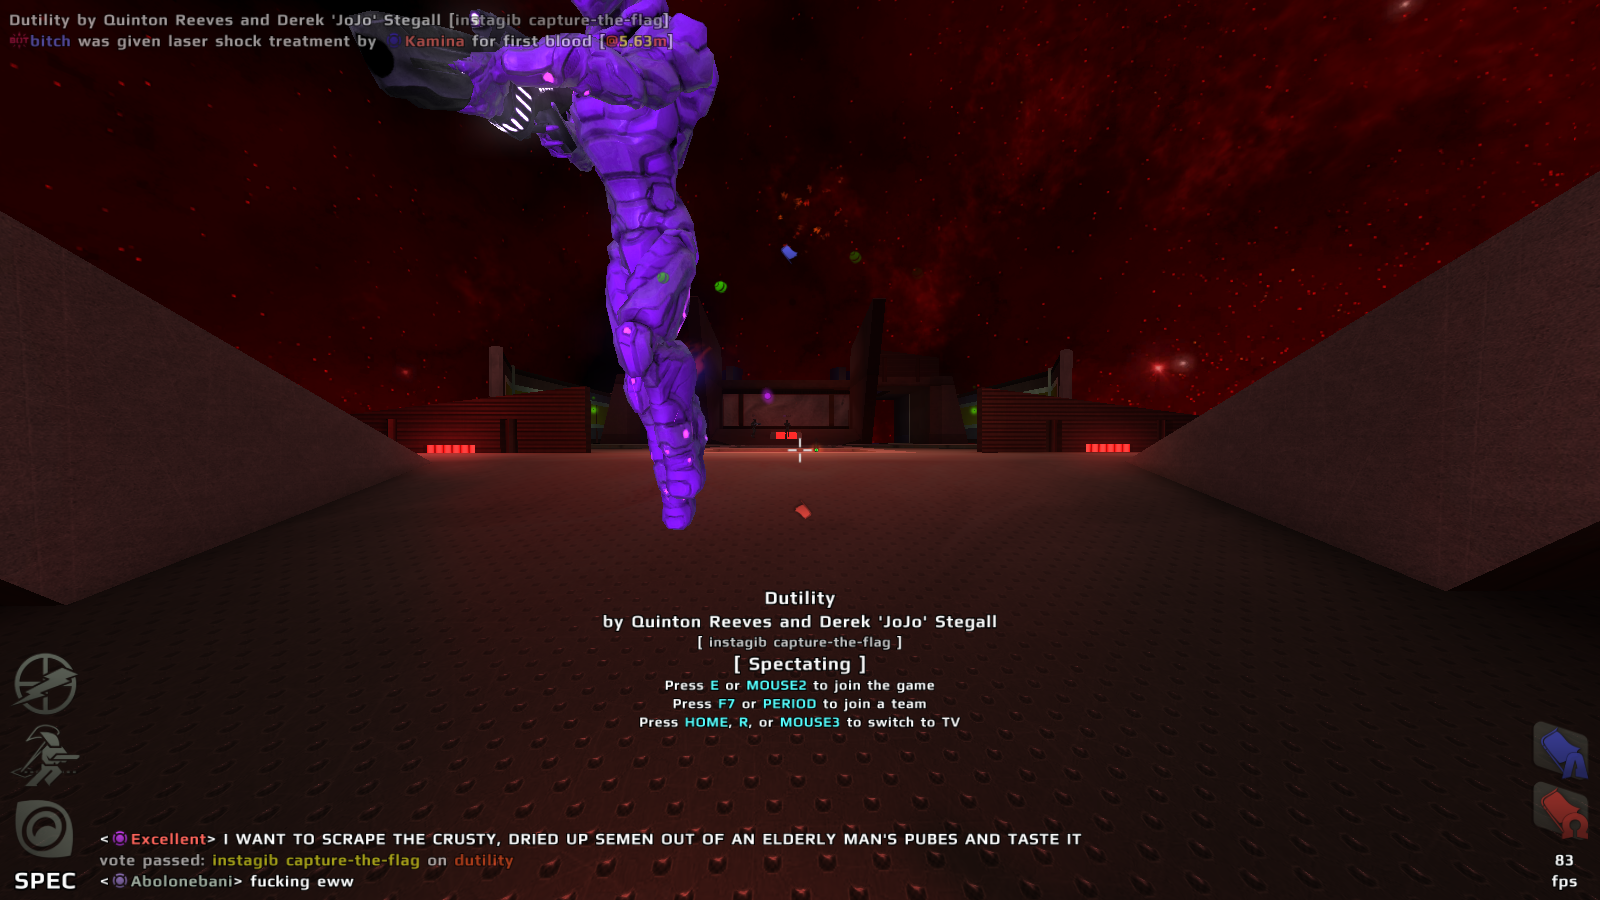 Dutility by Quinton Reeves and Derek 'JoJo' Stegall [instagib capture-the-flag]
bitch was given laser shock treatment by Kamina for first blood [@5.63m]
Dutility
by Quinton Reeves and Derek 'JoJo' Stegall
[ instagib capture-the-flag ]
[ Spectating ]
Press E or MOUSE2 to join the game
Press F7 or PERIOD to join a team
Press HOME, R, or MOUSE3 to switch to TV
<Excellent> I WANT TO SCRAPE THE CRUSTY, DRIED UP SEMEN OUT OF AN ELDERLY MAN'S PUBES AND TASTE IT
vote passed: instagib capture-the-flag on dutility
<Abolonebani> fucking eww
SPEC
83
fps